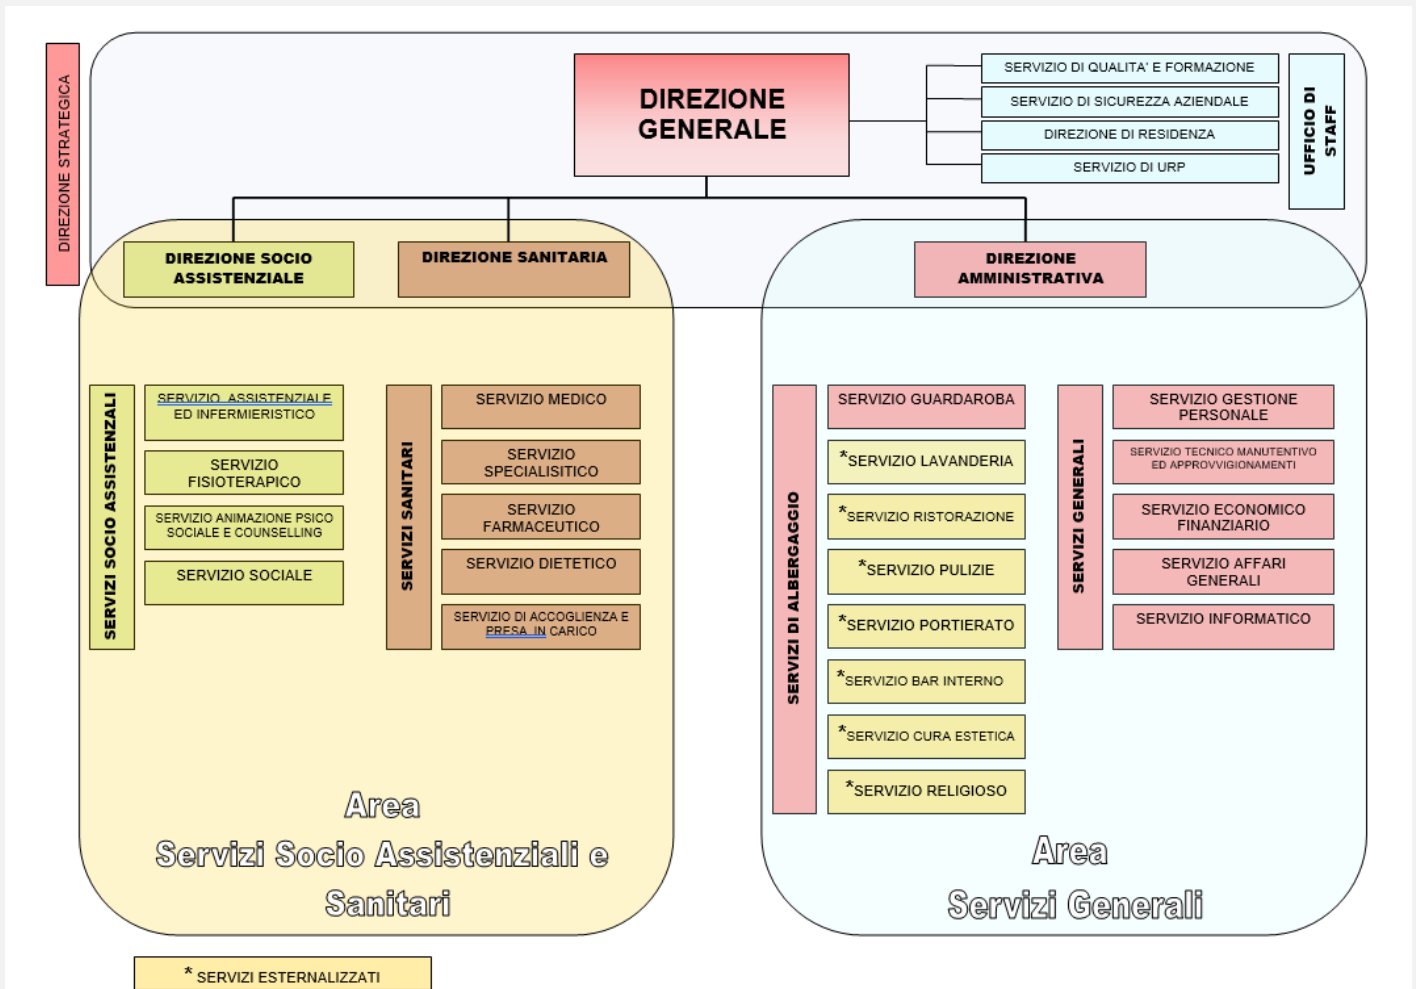 DIREZIONE STRATEGICA
DIREZIONE
GENERALE
SERVIZIO DI QUALITA' E FORMAZIONE
SERVIZIO DI SICUREZZA AZIENDALE
DIREZIONE DI RESIDENZA
SERVIZIO DI URP
UFFICIO DI
STAFF
DIREZIONE SOCIO
ASSISTENZIALE
DIREZIONE SANITARIA
DIREZIONE
AMMINISTRATIVA
SERVIZI SOCIO ASSISTENZALI
SERVIZIO ASSISTENZIALE
ED INFERMIERISTICO
SERVIZIO
FISIOTERAPICO
SERVIZIO ANIMAZIONE PSICO
SOCIALE E COUNSELLING
SERVIZIO SOCIALE
SERVIZI SANITARI
SERVIZIO MEDICO
SERVIZIO
SPECIALISITICO
SERVIZIO
FARMACEUTICO
SERVIZIO DIETETICO
SERVIZIO DI ACCOGLIENZA E
PRESA IN CARICO
Area
Servizi Socio Assistenziali e
Sanitari
SERVIZI DI ALBERGAGGIO
SERVIZIO GUARDAROBA
*SERVIZIO LAVANDERIA
*SERVIZIO RISTORAZIONE
*SERVIZIO PULIZIE
*SERVIZIO PORTIERATO
*SERVIZIO BAR INTERNO
*SERVIZIO CURA ESTETICA
*SERVIZIO RELIGIOSO
SERVIZI GENERALI
SERVIZIO GESTIONE
PERSONALE
SERVIZIO TECNICO MANUTENTIVO
ED APPROVVIGIONAMENTI
SERVIZIO ECONOMICO
FINANZIARIO
SERVIZIO AFFARI
GENERALI
SERVIZIO INFORMATICO
Area
Servizi Generali
* SERVIZI ESTERNALIZZATI